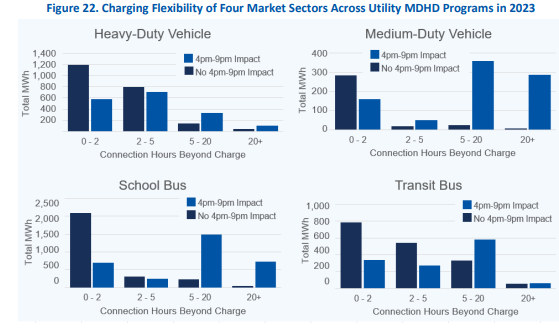 Figure 22. Charging Flexibility of Four Market Sectors Across Utility MDHD Programs in 2023
Heavy-Duty Vehicle
Total MWh
1,400
1,200
1,000
800
600
400
200
4pm-9pm Impact
No 4pm-9pm Impact
0 - 2 2 - 5 5 - 20 20+
Connection Hours Beyond Charge
Medium-Duty Vehicle
Total MWh
400
300
200
100
0
4pm-9pm Impact
No 4pm-9pm Impact
0 - 2 2 - 5 5 - 20 20+
Connection Hours Beyond Charge
School Bus
Total MWh
2,500
2,000
1,500
1,000
500
0
4pm-9pm Impact
No 4pm-9pm Impact
0 - 2 2 - 5 5 - 20 20+
Connection Hours Beyond Charge
Transit Bus
Total MWh
1,000
800
600
400
200
0
4pm-9pm Impact
No 4pm-9pm Impact
0 - 2 2 - 5 5 - 20 20+
Connection Hours Beyond Charge